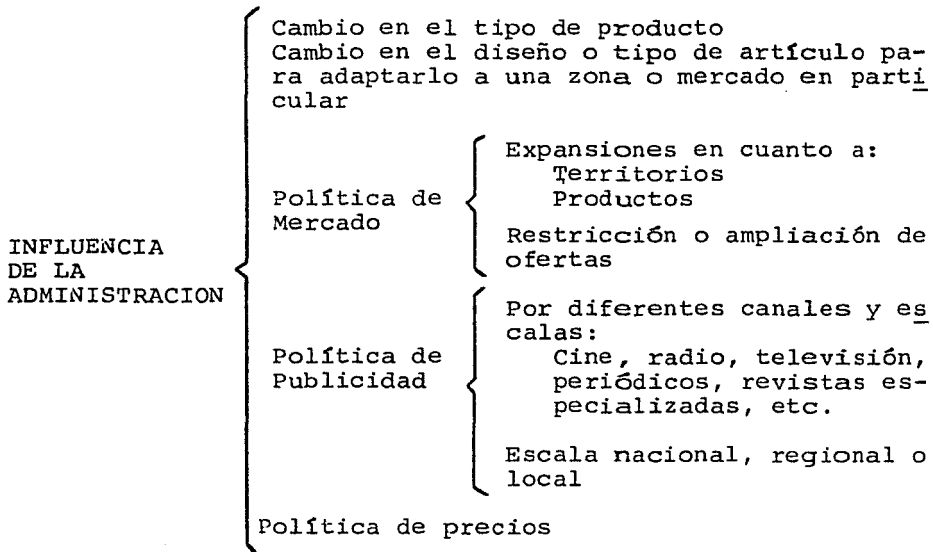 Cambio en el tipo de producto
Cambio en el diseño o tipo de artículo pa-
ra adaptarlo a una zona o mercado en parti
cular
INFLUENCIA
DE LA
ADMINISTRACION
Política de
Mercado
Expansiones en cuanto a:
Territorios
Productos
Restricción o ampliación de
ofertas
Política de
Publicidad
Por diferentes canales y es
calas:
Cine, radio, televisión,
periódicos, revistas es-
pecializadas, etc.
Escala nacional, regional o
local
Política de precios